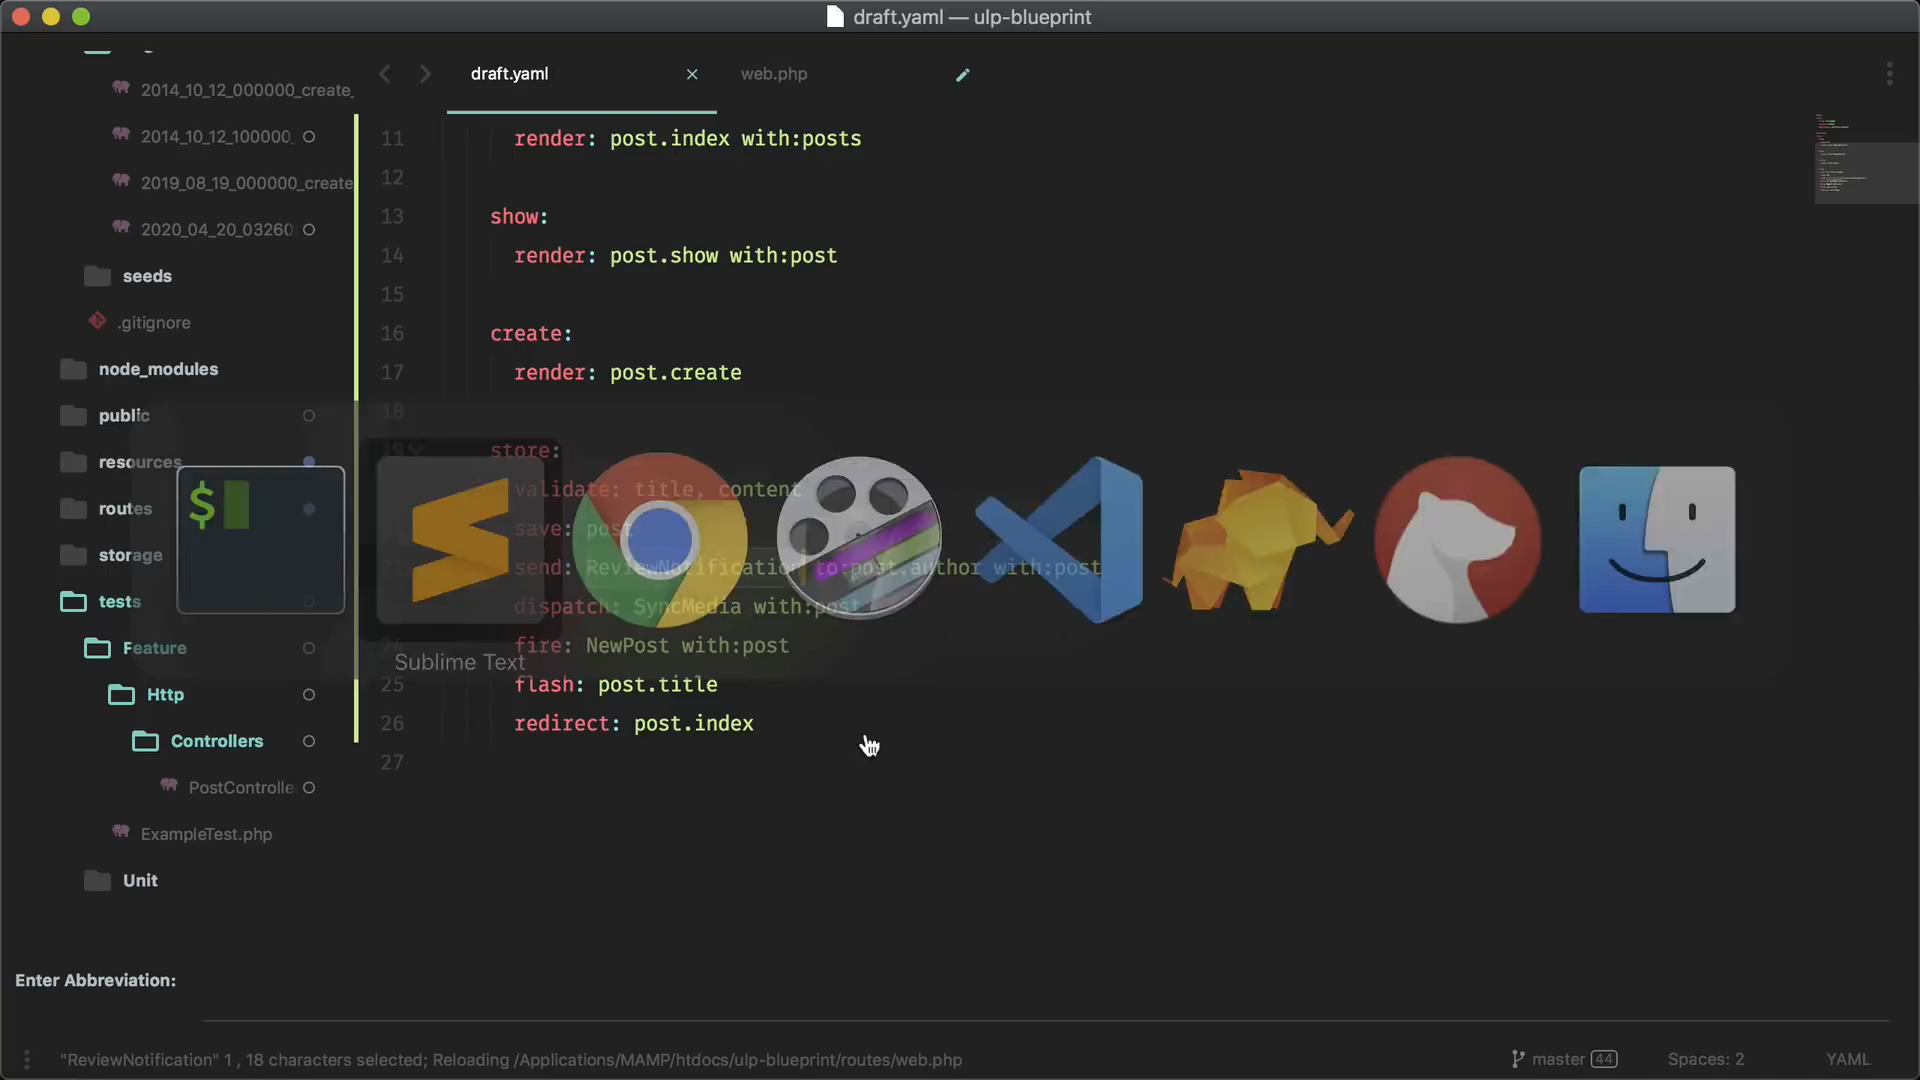 draft.yaml — ulp-blueprint
2014_10_12_000000_create_
2014_10_12_100000_
2019_08_19_000000_create
2020_04_20_03260
seeds
.gitignore
node_modules
public
resources
routes
storage
tests
Feature
Http
Controllers
PostControlle
ExampleTest.php
Unit
draft.yaml
web.php
11 render: post.index with:posts
12
13 show:
14 render: post.show with:post
15
16 create:
17 render: post.create
18
19 store:
validate: title, content
save: post
send: ReviewNotification to:post.author with:post
dispatch: SyncMedia with:post
24 fire: NewPost with:post
25 flash: post.title
26 redirect: post.index
27
$
Sublime Text
Enter Abbreviation:
"ReviewNotification" 1 , 18 characters selected; Reloading /Applications/MAMP/htdocs/ulp-blueprint/routes/web.php
master 44
Spaces: 2
YAML